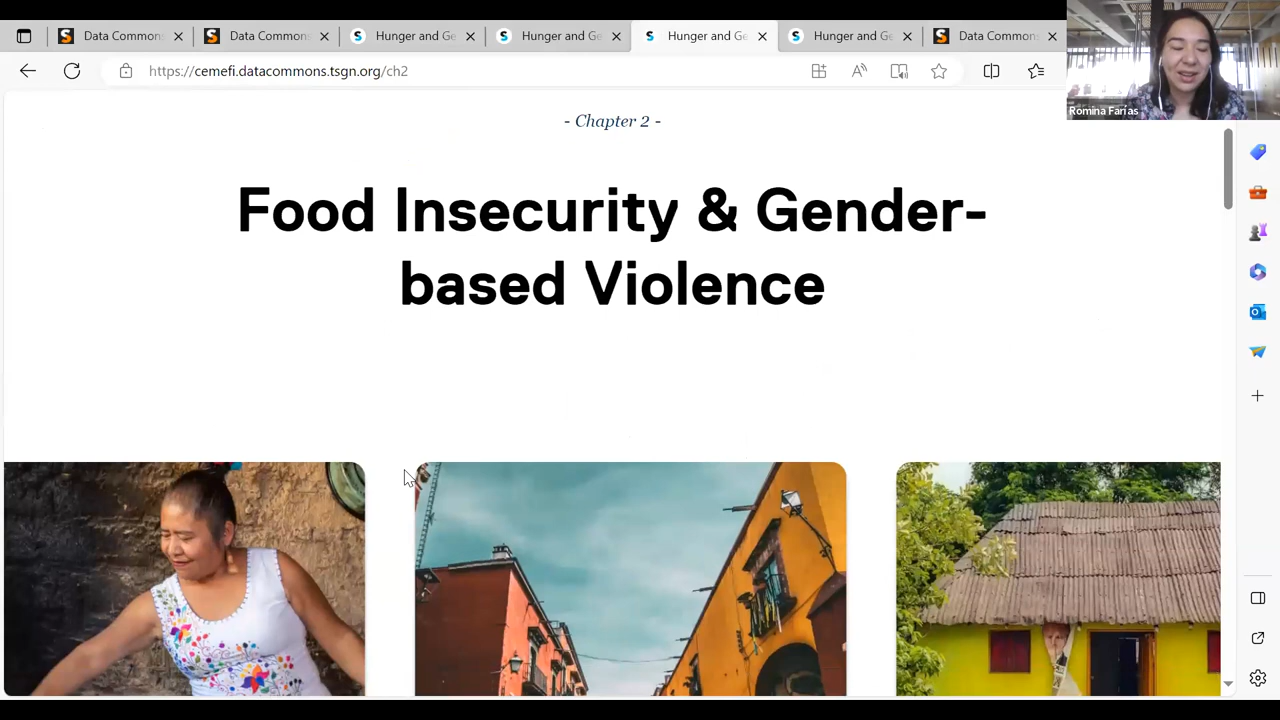 Data Commons
Data Commons
Hunger and Ge
Hunger and Ge
Hunger and Ge
Hunger and Ge
Data Commons
https://cemefi.datacommons.tsgn.org/ch2
Romina Farías
- Chapter 2 -
Food Insecurity & Gender-
based Violence